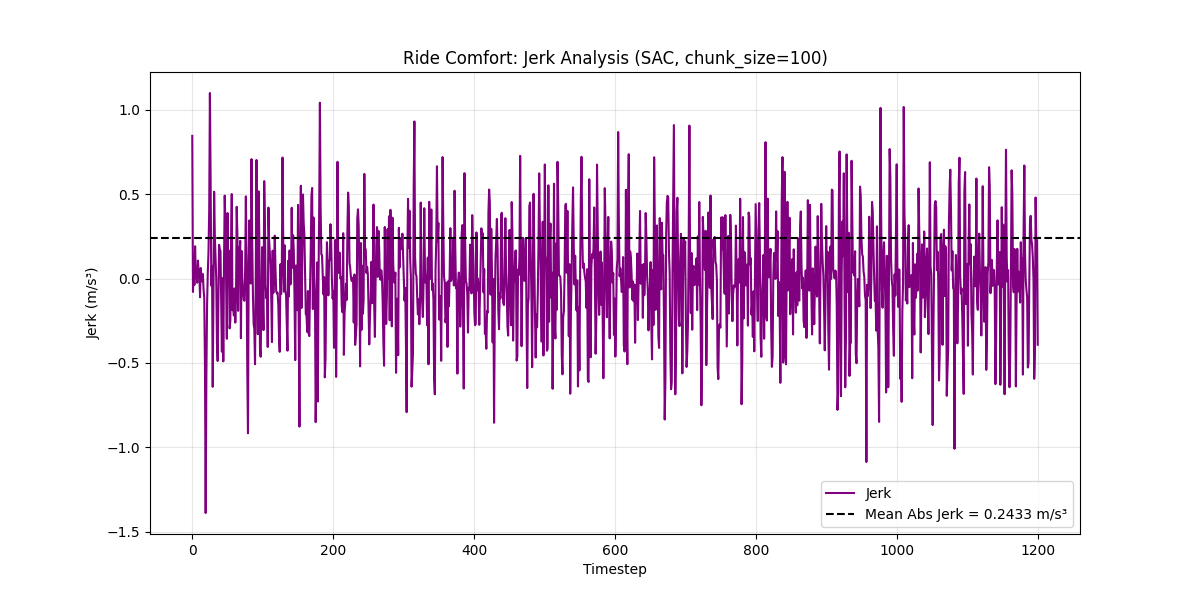 Ride Comfort: Jerk Analysis (SAC, chunk_size=100)
1.0
0.5
0.0
−0.5
−1.0
−1.5
Jerk (m/s³)
Jerk
Mean Abs Jerk = 0.2433 m/s³
0 200 400 600 800 1000 1200
Timestep